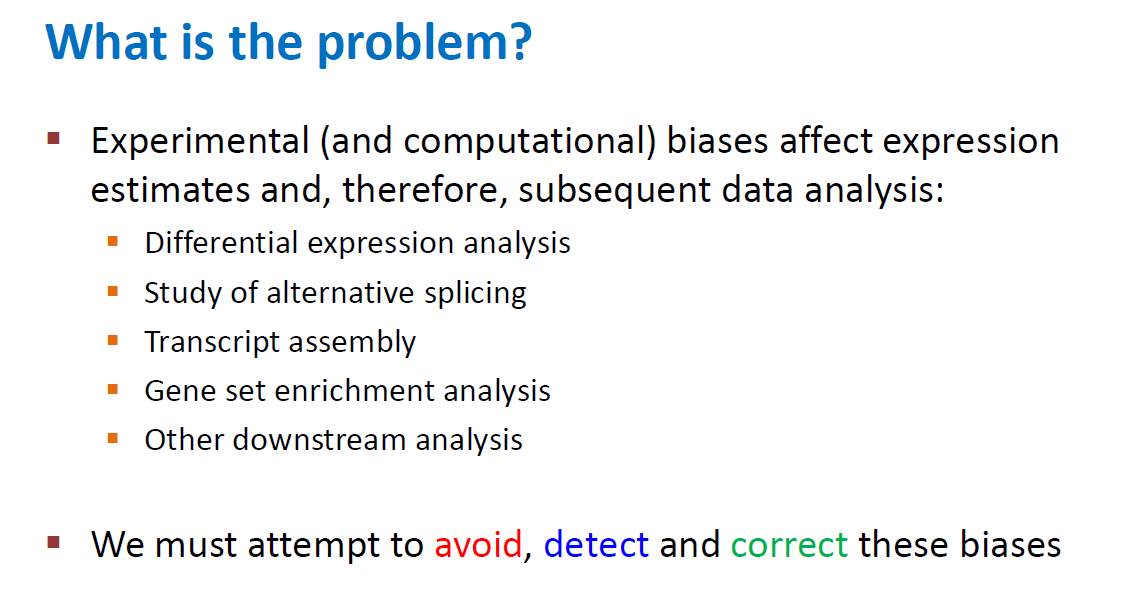 What is the problem?
▪ Experimental (and computational) biases affect expression
estimates and, therefore, subsequent data analysis:
▪ Differential expression analysis
▪ Study of alternative splicing
▪ Transcript assembly
▪ Gene set enrichment analysis
▪ Other downstream analysis
▪ We must attempt to avoid, detect and correct these biases